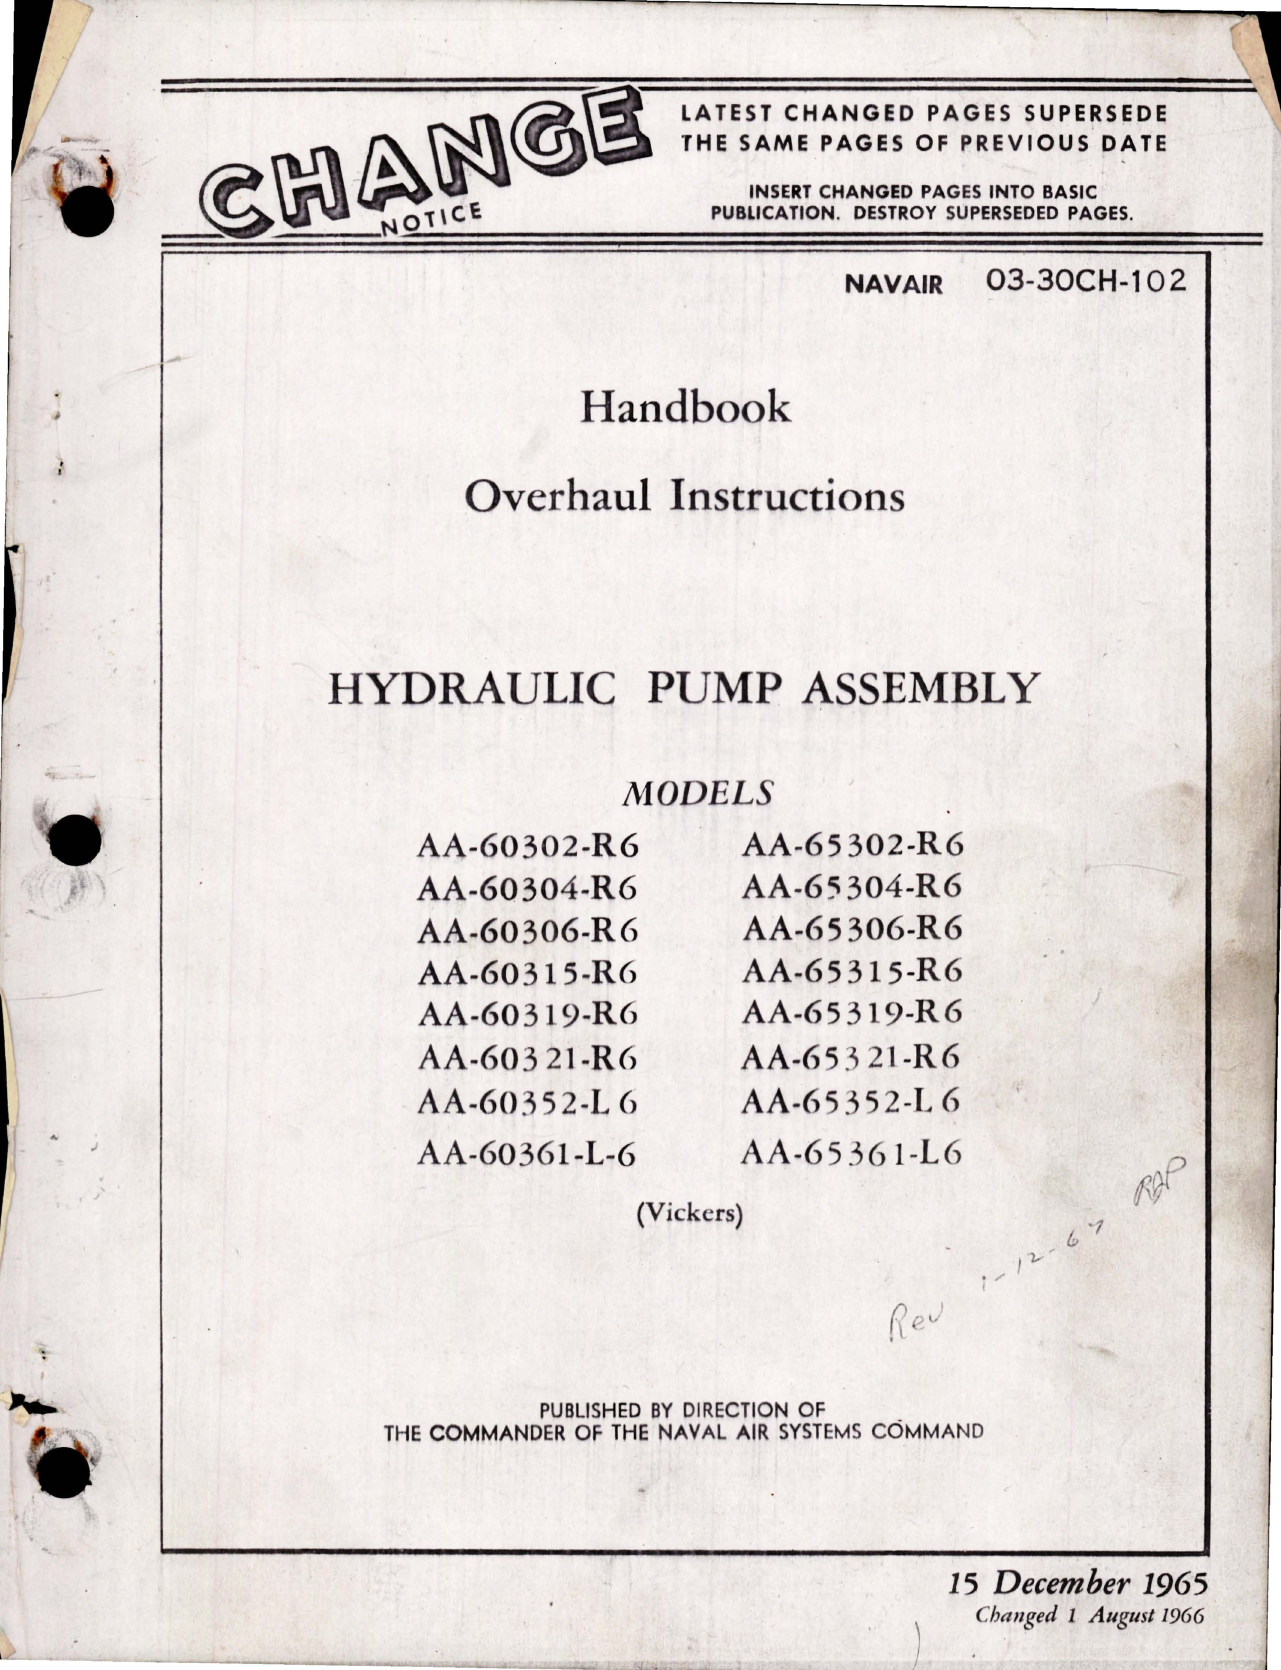 CHANGE
NOTICE
LATEST CHANGED PAGES SUPERSEDE
THE SAME PAGES OF PREVIOUS DATE
INSERT CHANGED PAGES INTO BASIC
PUBLICATION. DESTROY SUPERSEDED PAGES.
NAVAIR 03-30CH-102
Handbook
Overhaul Instructions
HYDRAULIC PUMP ASSEMBLY
MODELS
AA-60302-R6 AA-65302-R6
AA-60304-R6 AA-65304-R6
AA-60306-R6 AA-65306-R6
AA-60315-R6 AA-65315-R6
AA-60319-R6 AA-65319-R6
AA-60321-R6 AA-65321-R6
AA-60352-L6 AA-65352-L6
AA-60361-L-6 AA-65361-L6
(Vickers)
Rev 1-12-67
PUBLISHED BY DIRECTION OF
THE COMMANDER OF THE NAVAL AIR SYSTEMS COMMAND
15 December 1965
Changed 1 August 1966